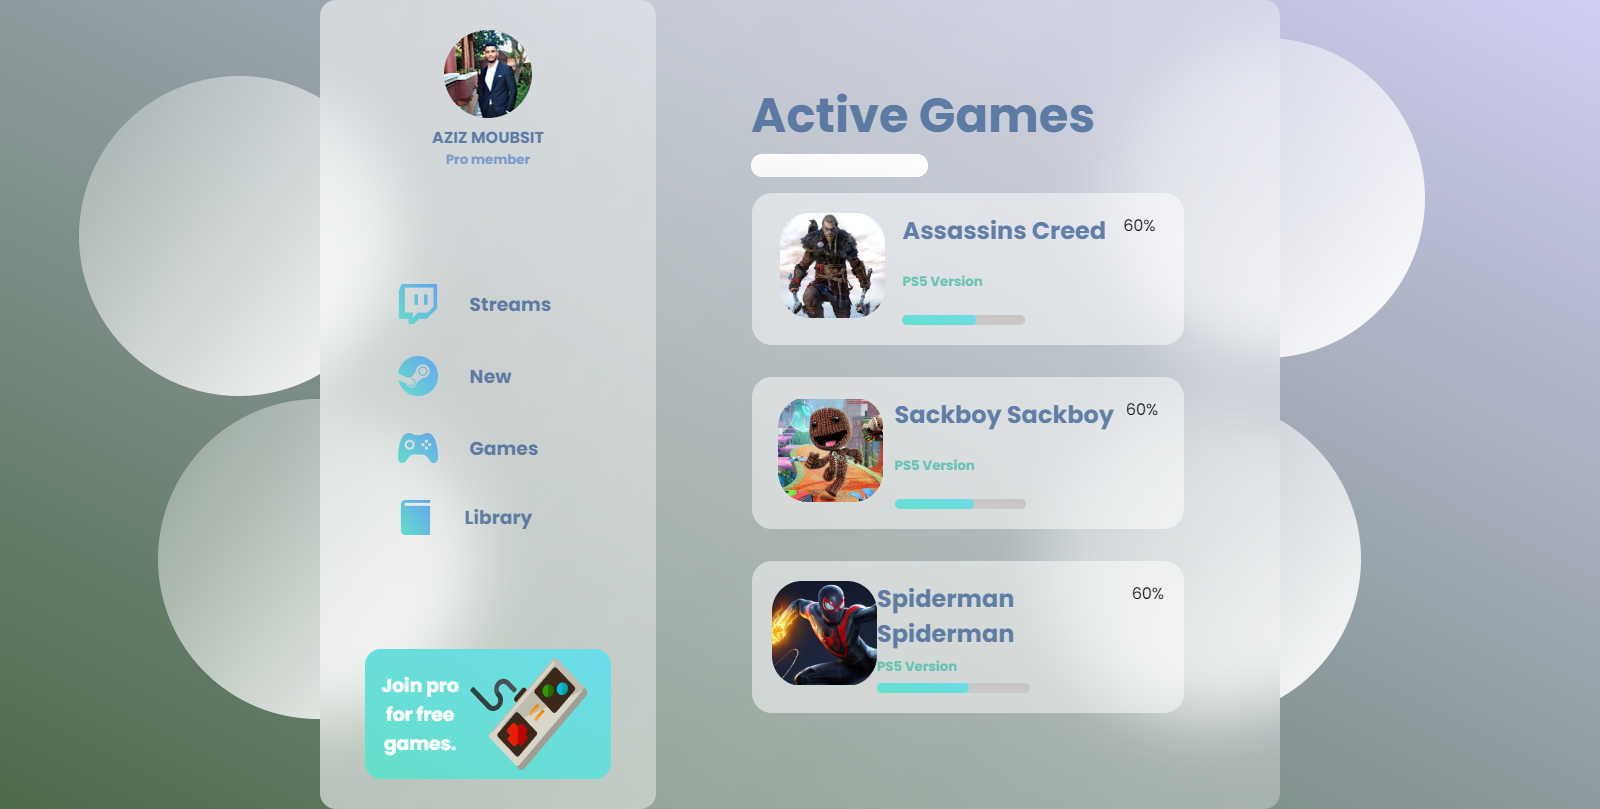 AZIZ MOUBSIT
Pro member
Streams
New
Games
Library
Join pro
for free
games.
Active Games
Assassins Creed
60%
PS5 Version
Sackboy Sackboy
60%
PS5 Version
Spiderman
Spiderman
60%
PS5 Version